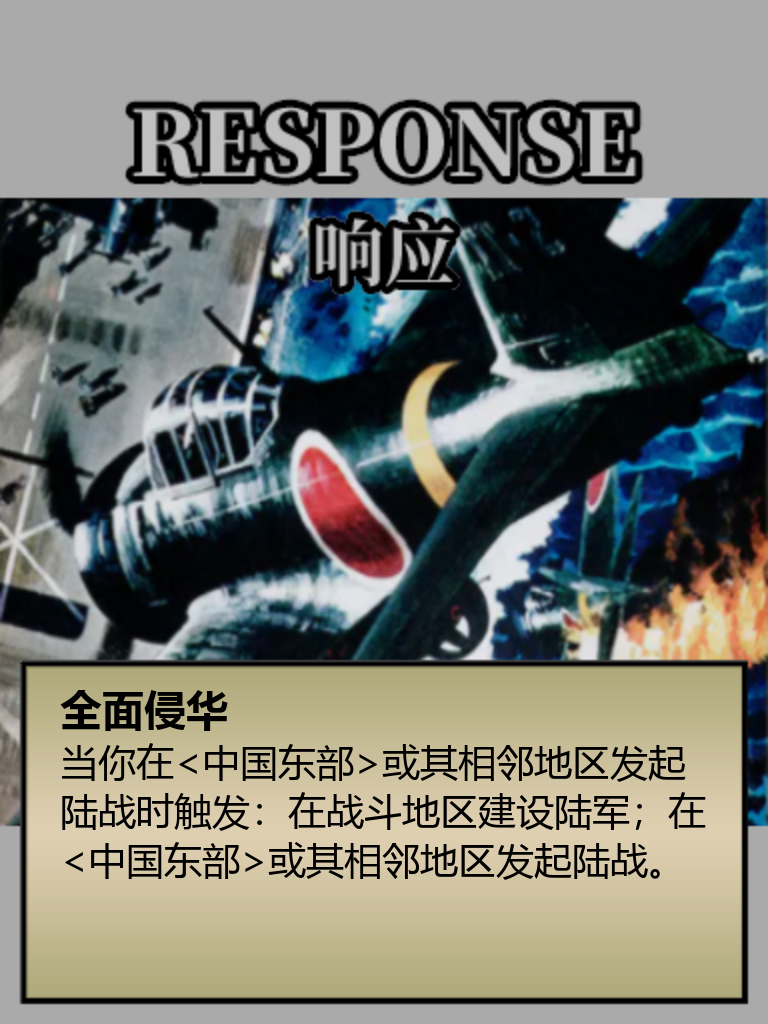 RESPONSE
响应
全面侵华
当你在<中国东部>或其相邻地区发起
陆战时触发：在战斗地区建设陆军；在
<中国东部>或其相邻地区发起陆战。